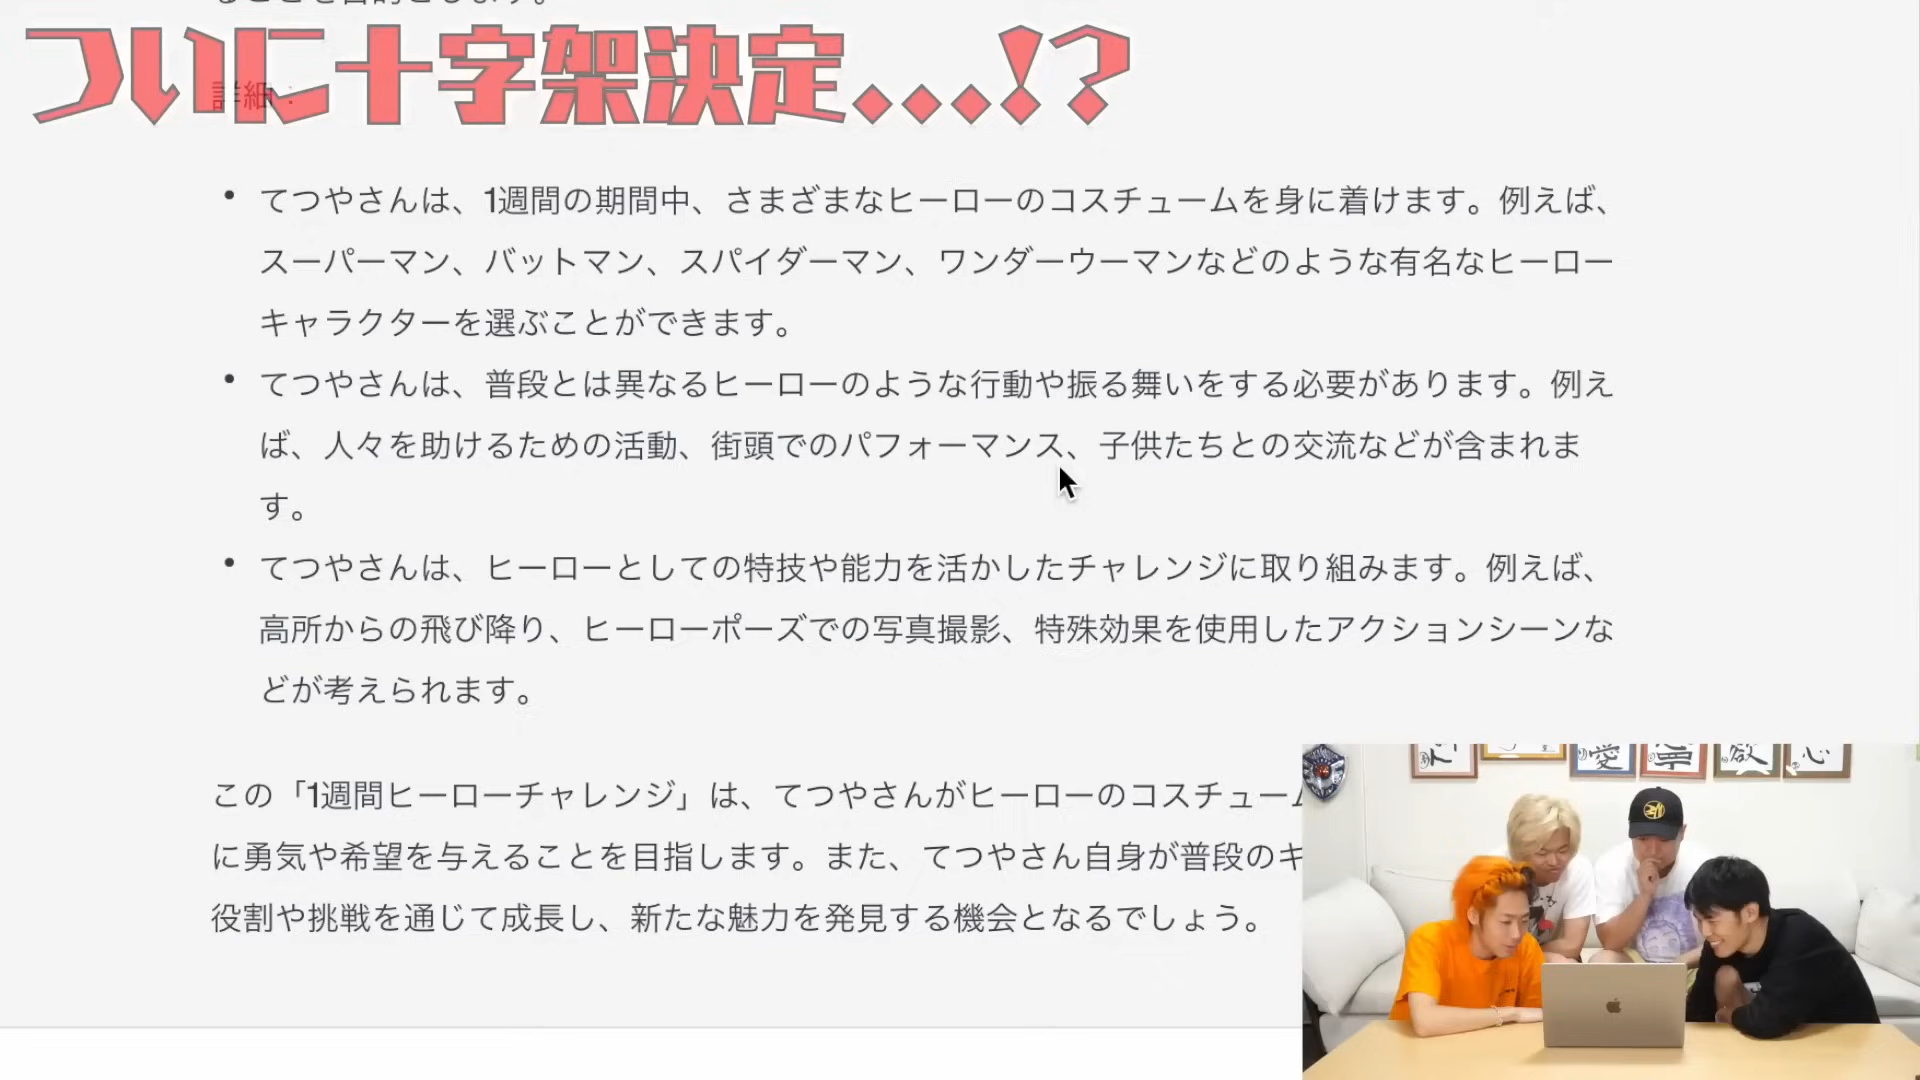 ることを目的とします。
ついに十字架決定...!?
詳細:
• てつやさんは、1週間の期間中、さまざまなヒーローのコスチュームを身に着けます。例えば、
スーパーマン、バットマン、スパイダーマン、ワンダーウーマンなどのような有名なヒーロー
キャラクターを選ぶことができます。
• てつやさんは、普段とは異なるヒーローのような行動や振る舞いをする必要があります。例え
ば、人々を助けるための活動、街頭でのパフォーマンス、子供たちとの交流などが含まれま
す。
• てつやさんは、ヒーローとしての特技や能力を活かしたチャレンジに取り組みます。例えば、
高所からの飛び降り、ヒーローポーズでの写真撮影、特殊効果を使用したアクションシーンな
どが考えられます。
この「1週間ヒーローチャレンジ」は、てつやさんがヒーローのコスチューム
に勇気や希望を与えることを目指します。また、てつやさん自身が普段のキ
役割や挑戦を通じて成長し、新たな魅力を発見する機会となるでしょう。
愛
欲
心